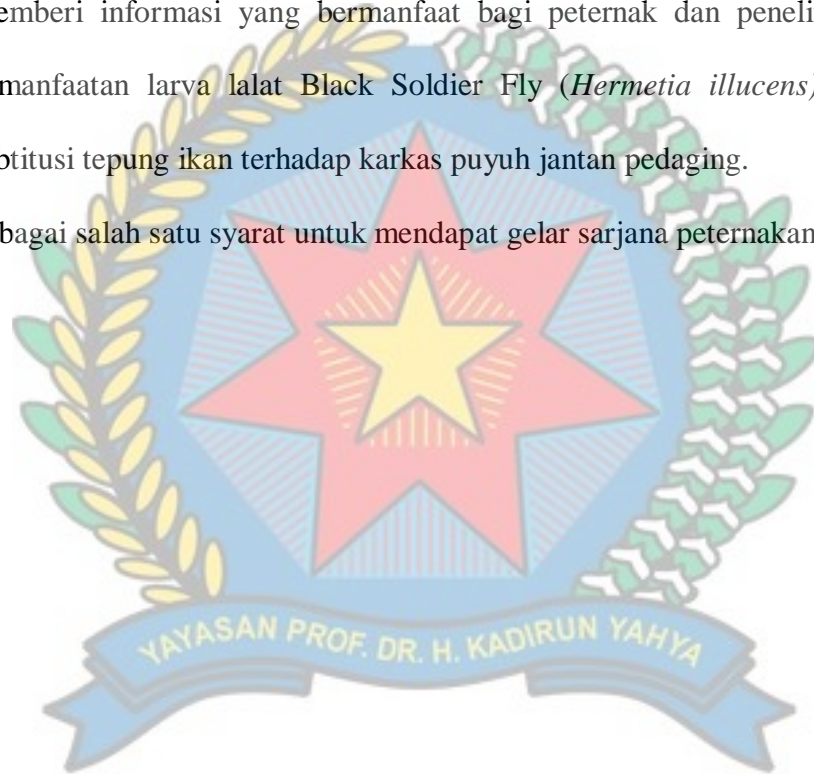 emberi informasi yang bermanfaat bagi peternak dan peneli
manfaatan larva lalat Black Soldier Fly (Hermetia illucens)
titusi tepung ikan terhadap karkas puyuh jantan pedaging.
bagai salah satu syarat untuk mendapat gelar sarjana peternakan
YAYASAN PROF. DR. H. KADIRUN YAHYA